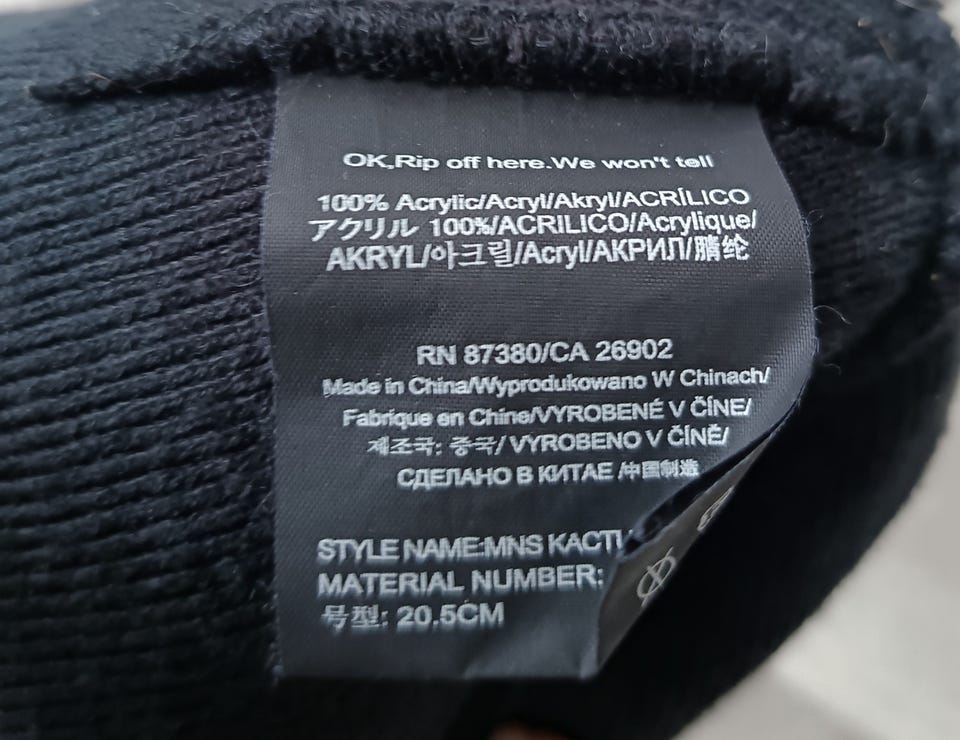 OK,Rip off here.We won't tell
100% Acrylic/Acryl/Akryl/ACRÍLICO
アクリル 100%/ACRILICO/Acrylique/
AKRYL/아크릴/Acryl/АКРИЛ/腈纶
RN 87380/CA 26902
Made in China/Wyprodukowano W Chinach/
Fabrique en Chine/VYROBENÉ V ČÍNE/
제조국: 중국/ VYROBENO V ČÍNĚ/
СДЕЛАНО В КИТАЕ /中国制造
STYLE NAME:MNS KACTI
MATERIAL NUMBER:
号型: 20.5CM